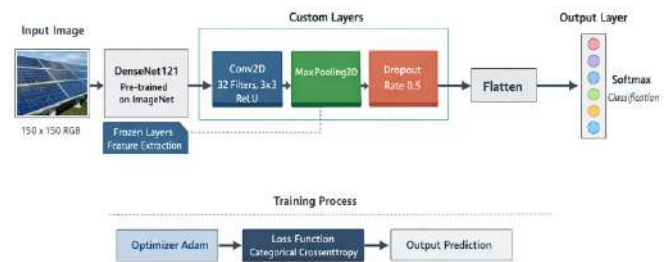 Custom Layers
Output Layer
Input Image
DenseNet121
Pre-trained
on ImageNet
Conv2D
32 Filters, 3x3
ReLU
MaxPooling2D
Dropout
Rate 0.5
Flatten
Softmax
Classification
150 x 150 RGB
Frozen Layers
Feature Extraction
Training Process
Optimizer Adam
Loss Function
Categorical Crossenttropy
Output Prediction